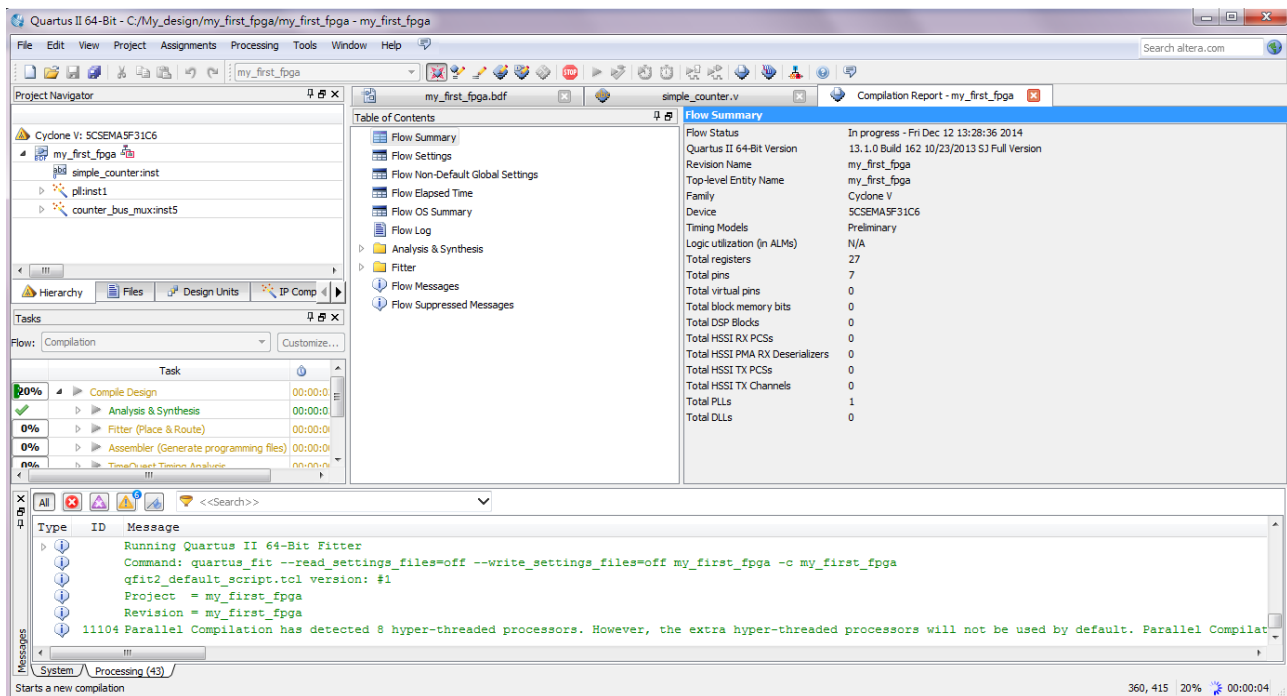 Quartus II 64-Bit - C:/My_design/my_first_fpga/my_first_fpga - my_first_fpga
File Edit View Project Assignments Processing Tools Window Help
Search altera.com
my_first_fpga
STOP
Project Navigator
Cyclone V: 5CSEMA5F31C6
my_first_fpga
abd simple_counter:inst
pll:inst1
counter_bus_mux:inst5
Hierarchy Files Design Units IP Comp
Tasks
Flow: Compilation Customize...
Task
20% Compile Design 00:00:0
Analysis & Synthesis 00:00:0
0% Fitter (Place & Route) 00:00:0
0% Assembler (Generate programming files) 00:00:0
0% TimeQuest Timing Analysis 00:00:0
my_first_fpga.bdf simple_counter.v Compilation Report - my_first_fpga
Table of Contents
Flow Summary
Flow Settings
Flow Non-Default Global Settings
Flow Elapsed Time
Flow OS Summary
Flow Log
Analysis & Synthesis
Fitter
Flow Messages
Flow Suppressed Messages
Flow Summary
Flow Status In progress - Fri Dec 12 13:28:36 2014
Quartus II 64-Bit Version 13.1.0 Build 162 10/23/2013 SJ Full Version
Revision Name my_first_fpga
Top-level Entity Name my_first_fpga
Family Cyclone V
Device 5CSEMA5F31C6
Timing Models Preliminary
Logic utilization (in ALMs) N/A
Total registers 27
Total pins 7
Total virtual pins 0
Total block memory bits 0
Total DSP Blocks 0
Total HSSI RX PCSs 0
Total HSSI PMA RX Deserializers 0
Total HSSI TX PCSs 0
Total HSSI TX Channels 0
Total PLLs 1
Total DLLs 0
All 6 <<Search>>
Type ID Message
Running Quartus II 64-Bit Fitter
Command: quartus_fit --read_settings_files=off --write_settings_files=off my_first_fpga -c my_first_fpga
qfit2_default_script.tcl version: #1
Project = my_first_fpga
Revision = my_first_fpga
11104 Parallel Compilation has detected 8 hyper-threaded processors. However, the extra hyper-threaded processors will not be used by default. Parallel Compilat
Messages
System Processing (43)
Starts a new compilation
360, 415 20% 00:00:04